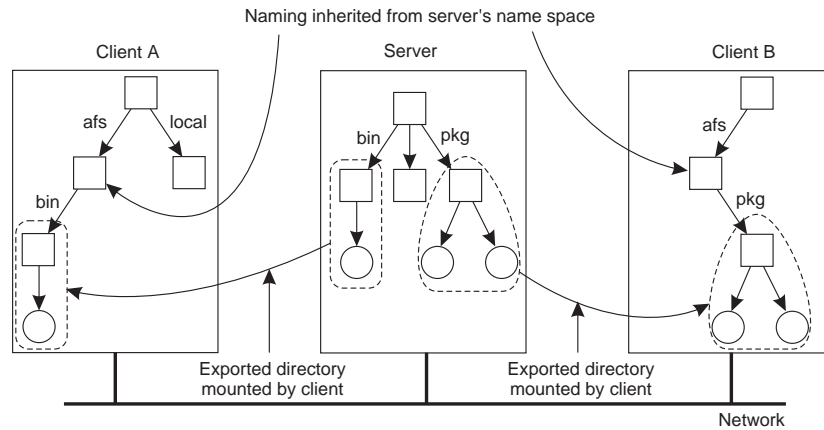 Naming inherited from server's name space
Client A
Server
Client B
afs
local
bin
bin
pkg
afs
pkg
Exported directory
mounted by client
Exported directory
mounted by client
Network